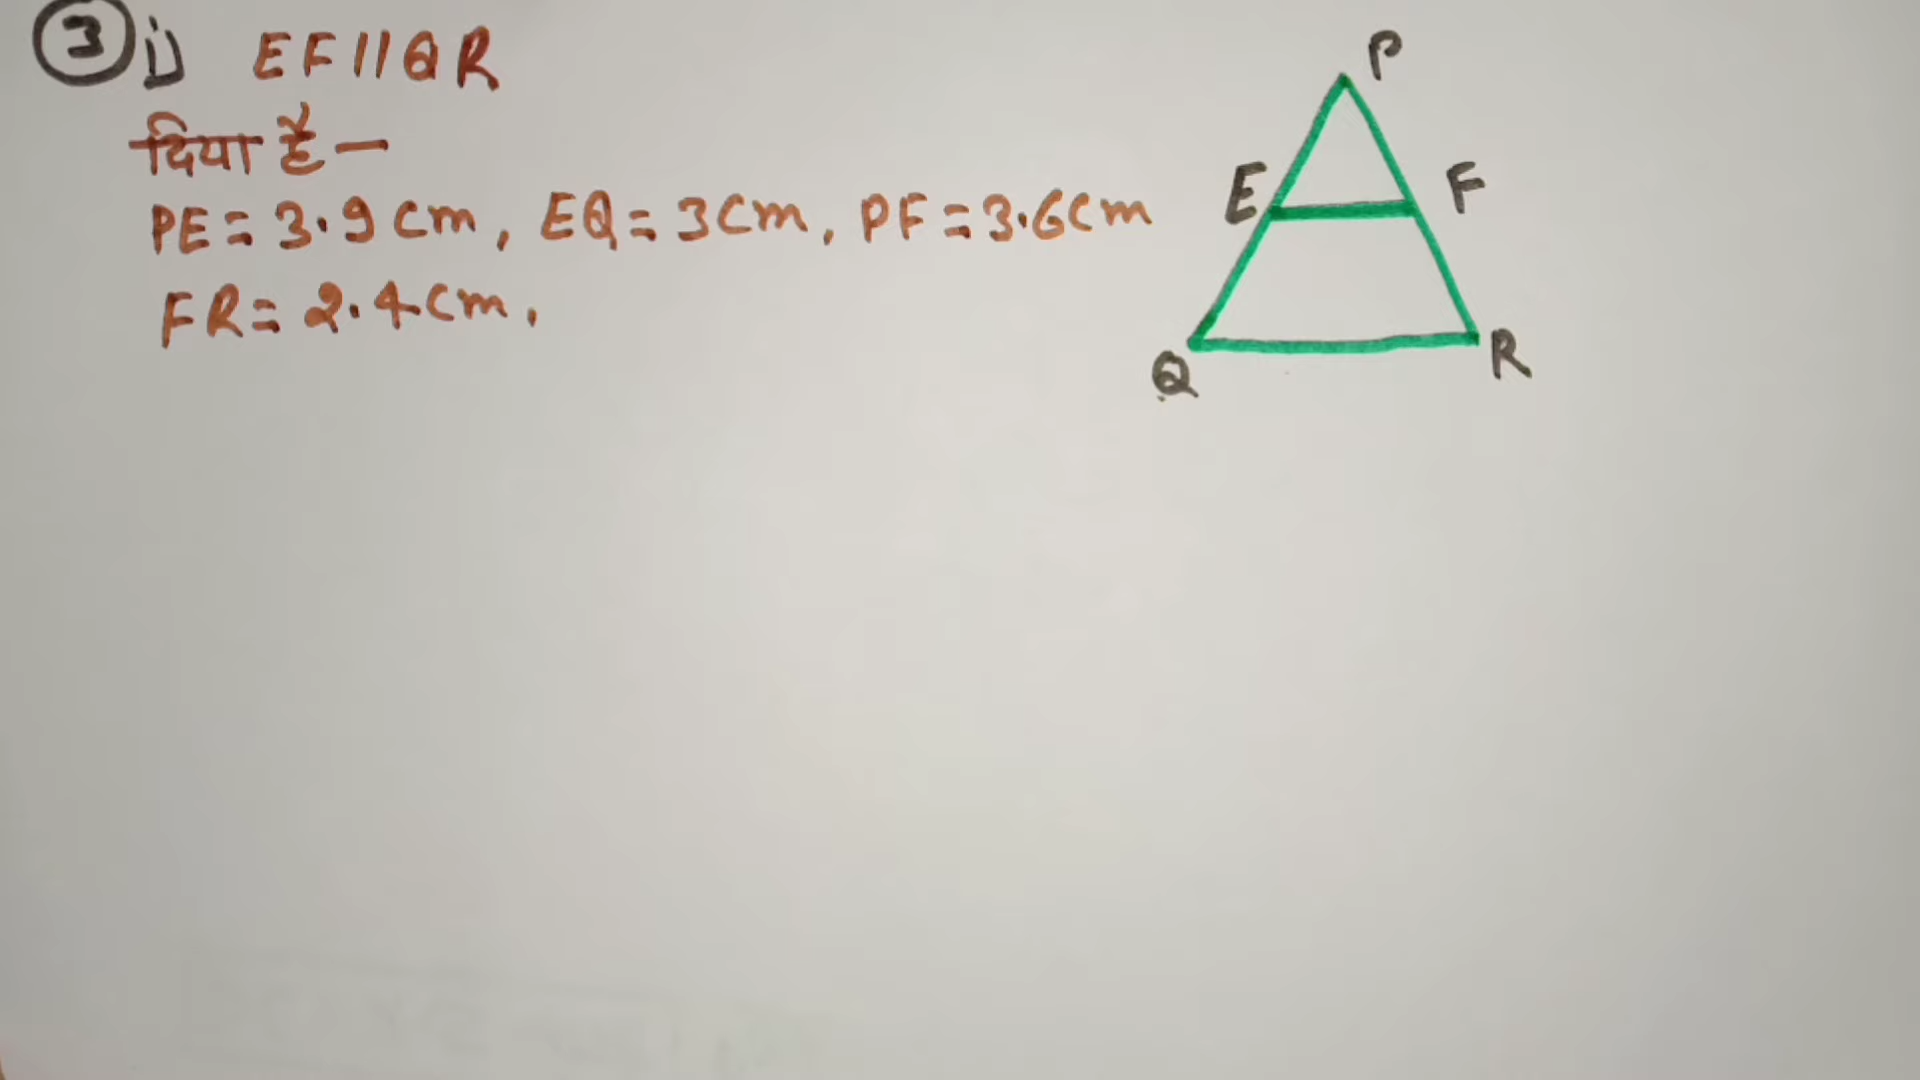 3 i) EF||QR
दिया है -
PE = 3.9 cm, EQ = 3 cm, PF = 3.6 cm
FR = 2.4 cm,
P
E F
Q R